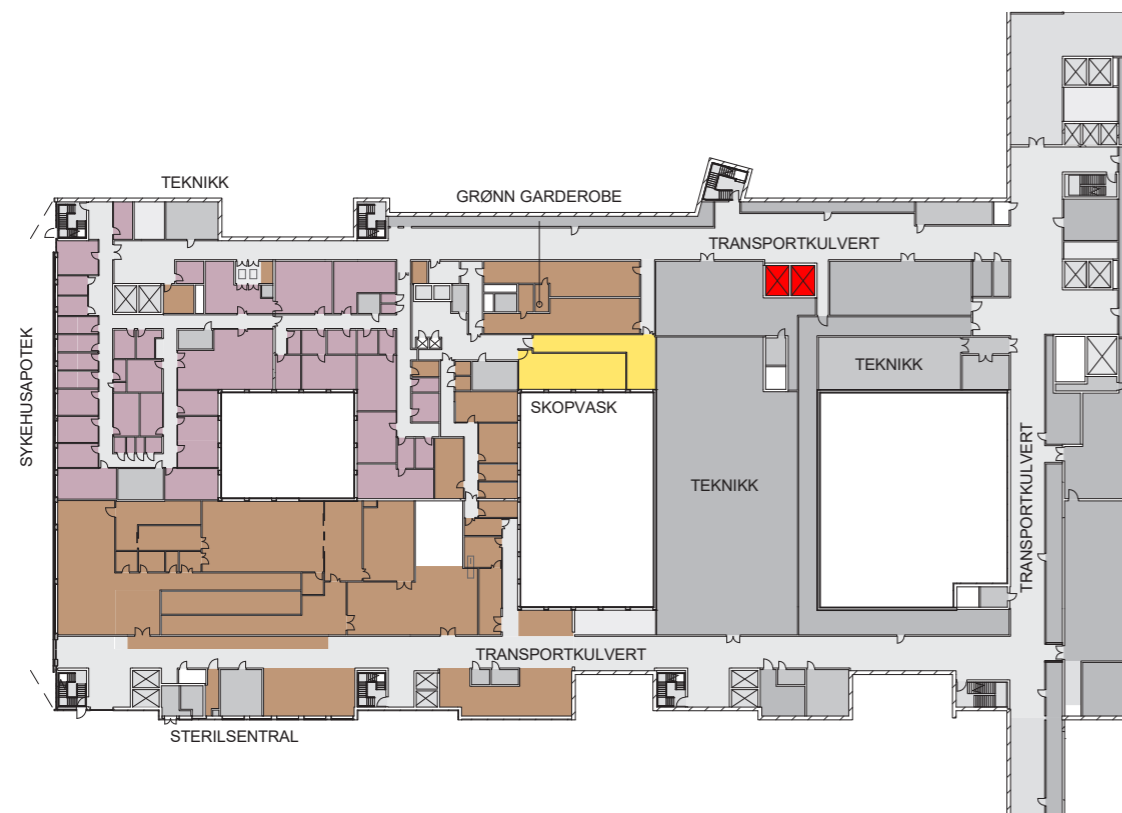 TEKNIKK
GRØNN GARDEROBE
TRANSPORTKULVERT
TEKNIKK
SKOPVASK
SYKEHUSAPOTEK
TEKNIKK
TRANSPORTKULVERT
TRANSPORTKULVERT
STERILSENTRAL